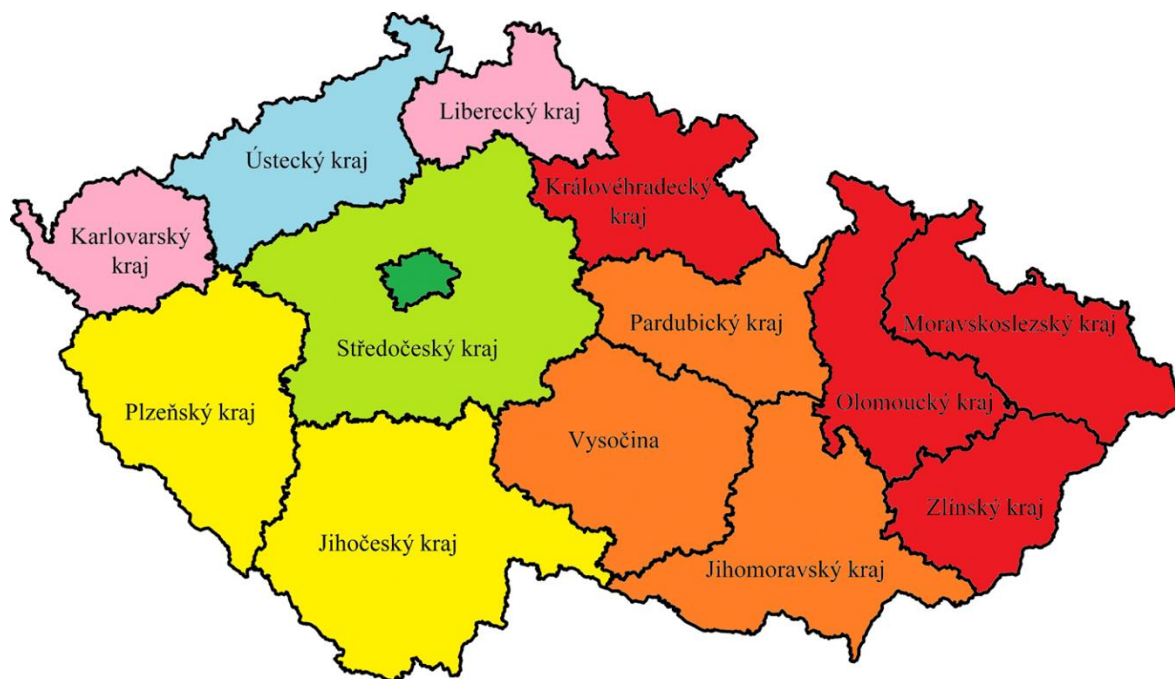 Liberecký kraj
Ústecký kraj
Královéhradecký
kraj
Karlovarský
kraj
Pardubický kraj
Moravskoslezský kraj
Středočeský kraj
Olomoucký kraj
Plzeňský kraj
Vysočina
Zlínský kraj
Jihočeský kraj
Jihomoravský kraj